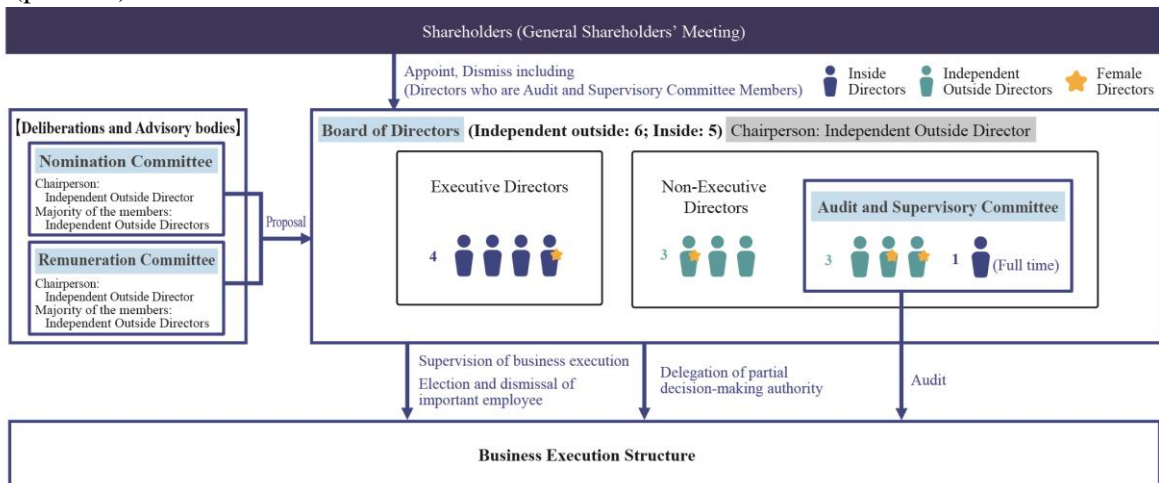 Shareholders (General Shareholders' Meeting)
Appoint, Dismiss including
(Directors who are Audit and Supervisory Committee Members)
Inside
Directors
Independent
Outside Directors
Female
Directors
【Deliberations and Advisory bodies】
Nomination Committee
Chairperson:
Independent Outside Director
Majority of the members:
Independent Outside Directors
Remuneration Committee
Chairperson:
Independent Outside Director
Majority of the members:
Independent Outside Directors
Proposal
Board of Directors (Independent outside: 6; Inside: 5) Chairperson: Independent Outside Director
Executive Directors
4
Non-Executive
Directors
3
Audit and Supervisory Committee
3
1 (Full time)
Supervision of business execution
Election and dismissal of
important employee
Delegation of partial
decision-making authority
Audit
Business Execution Structure